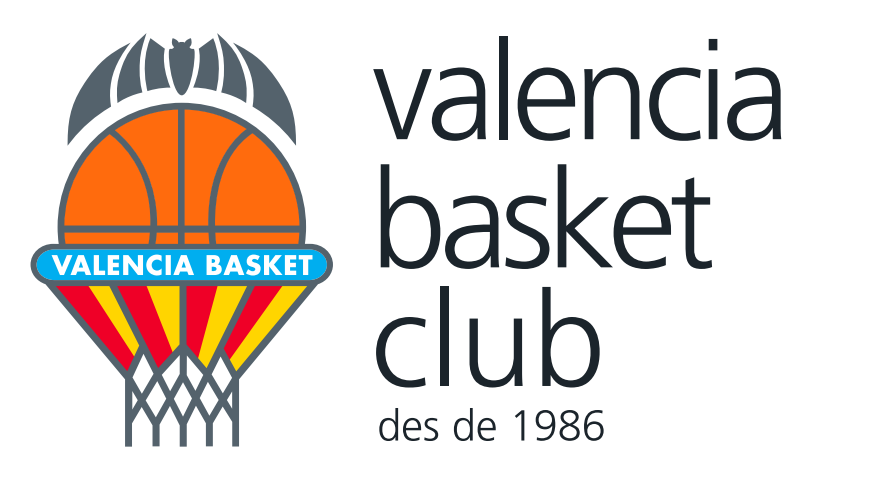 VALENCIA BASKET
valencia
basket
club
des de 1986